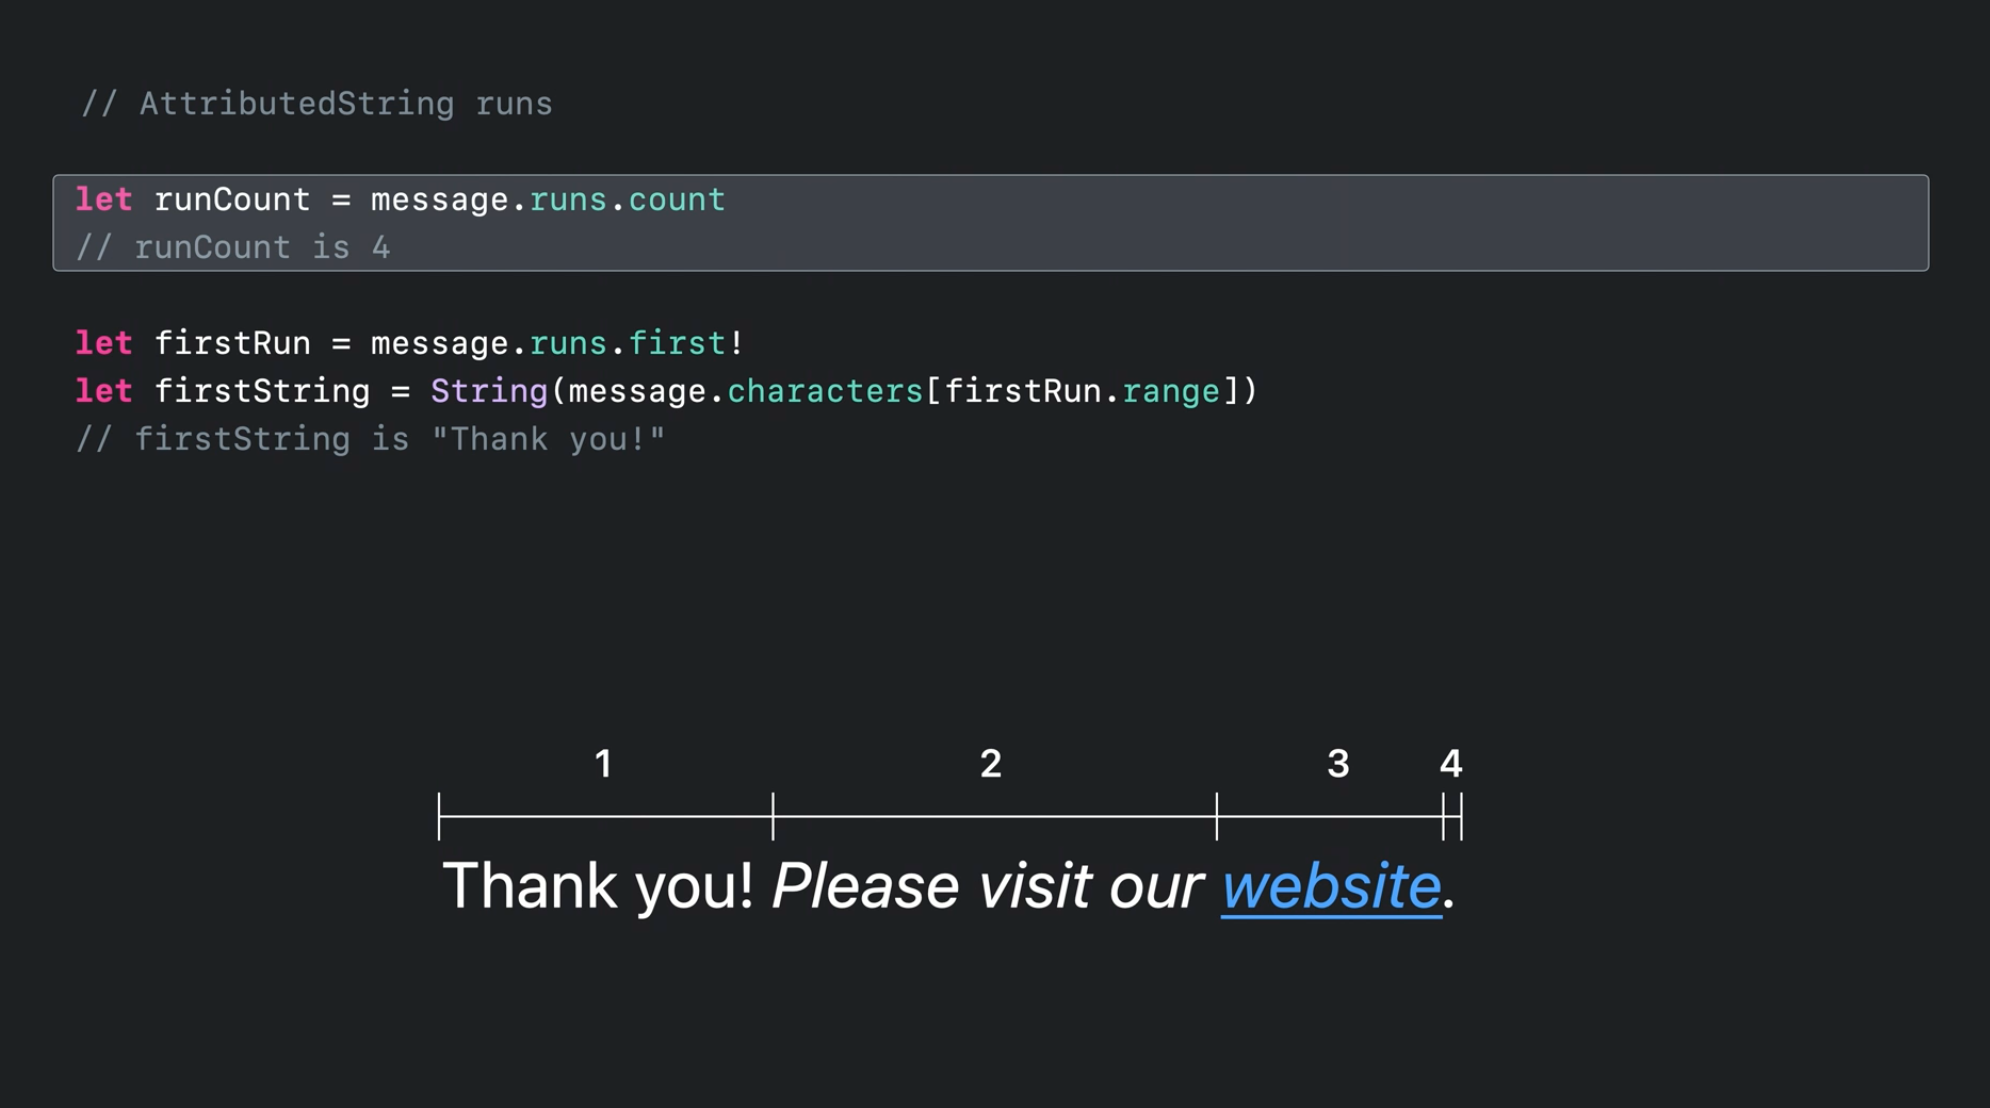 // AttributedString runs
let runCount = message.runs.count
// runCount is 4
let firstRun = message.runs.first!
let firstString = String(message.characters[firstRun.range])
// firstString is "Thank you!"
1 2 3 4
Thank you! Please visit our website.